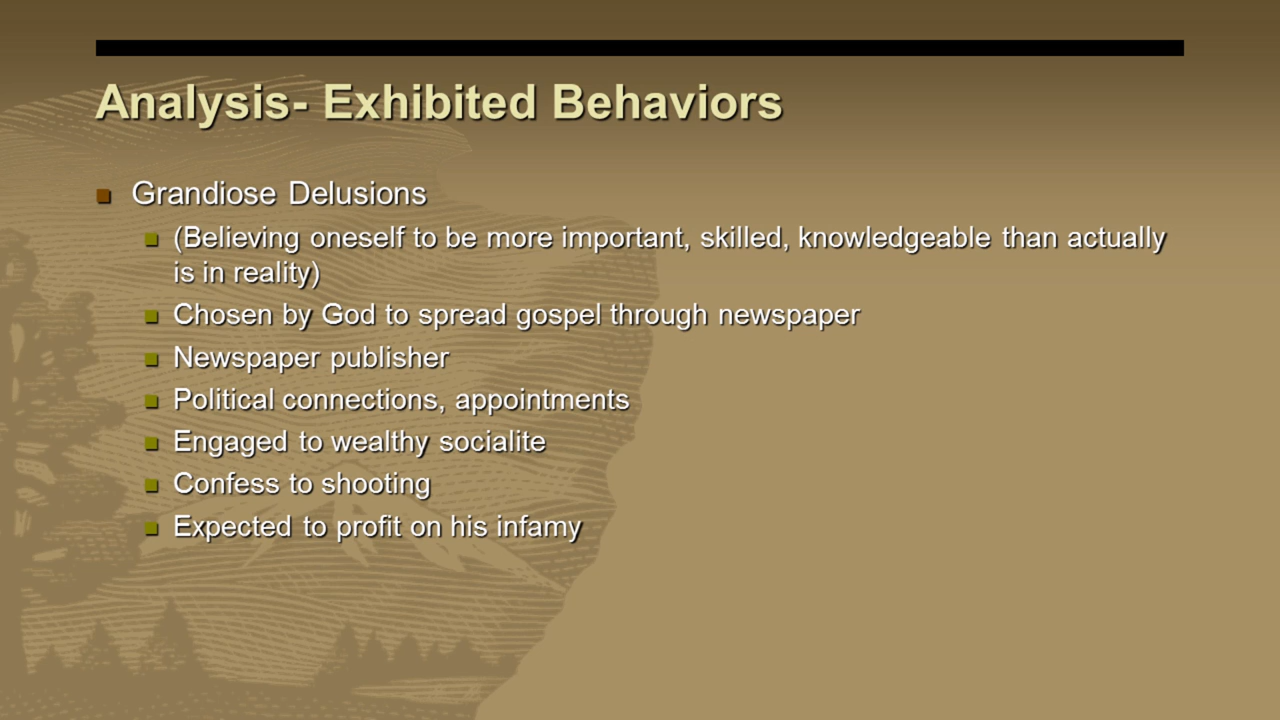 Analysis- Exhibited Behaviors
Grandiose Delusions
(Believing oneself to be more important, skilled, knowledgeable than actually
is in reality)
Chosen by God to spread gospel through newspaper
Newspaper publisher
Political connections, appointments
Engaged to wealthy socialite
Confess to shooting
Expected to profit on his infamy